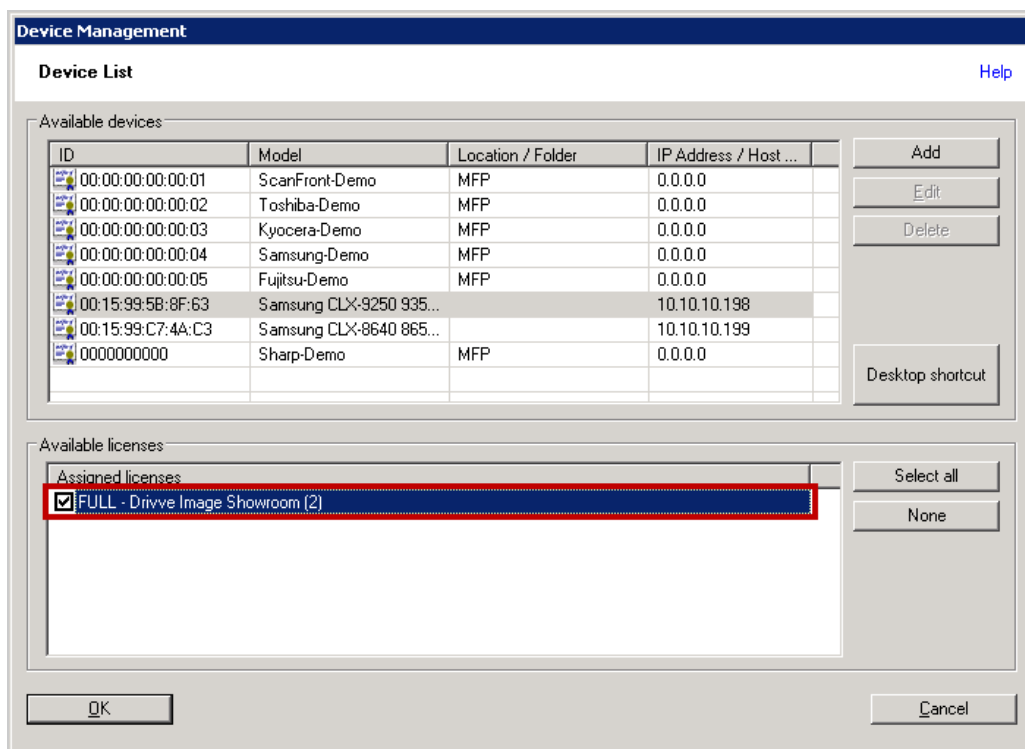 Device Management
Device List Help
Available devices
ID Model Location / Folder IP Address / Host ... Add
00:00:00:00:00:01 ScanFront-Demo MFP 0.0.0.0
Edit
00:00:00:00:00:02 Toshiba-Demo MFP 0.0.0.0
00:00:00:00:00:03 Kyocera-Demo MFP 0.0.0.0 Delete
00:00:00:00:00:04 Samsung-Demo MFP 0.0.0.0
00:00:00:00:00:05 Fujitsu-Demo MFP 0.0.0.0
00:15:99:5B:8F:63 Samsung CLX-9250 935... 10.10.10.198
00:15:99:C7:4A:C3 Samsung CLX-8640 865... 10.10.10.199
0000000000 Sharp-Demo MFP 0.0.0.0
Desktop shortcut
Available licenses
Assigned licenses Select all
FULL - Drivve Image Showroom (2)
None
OK Cancel